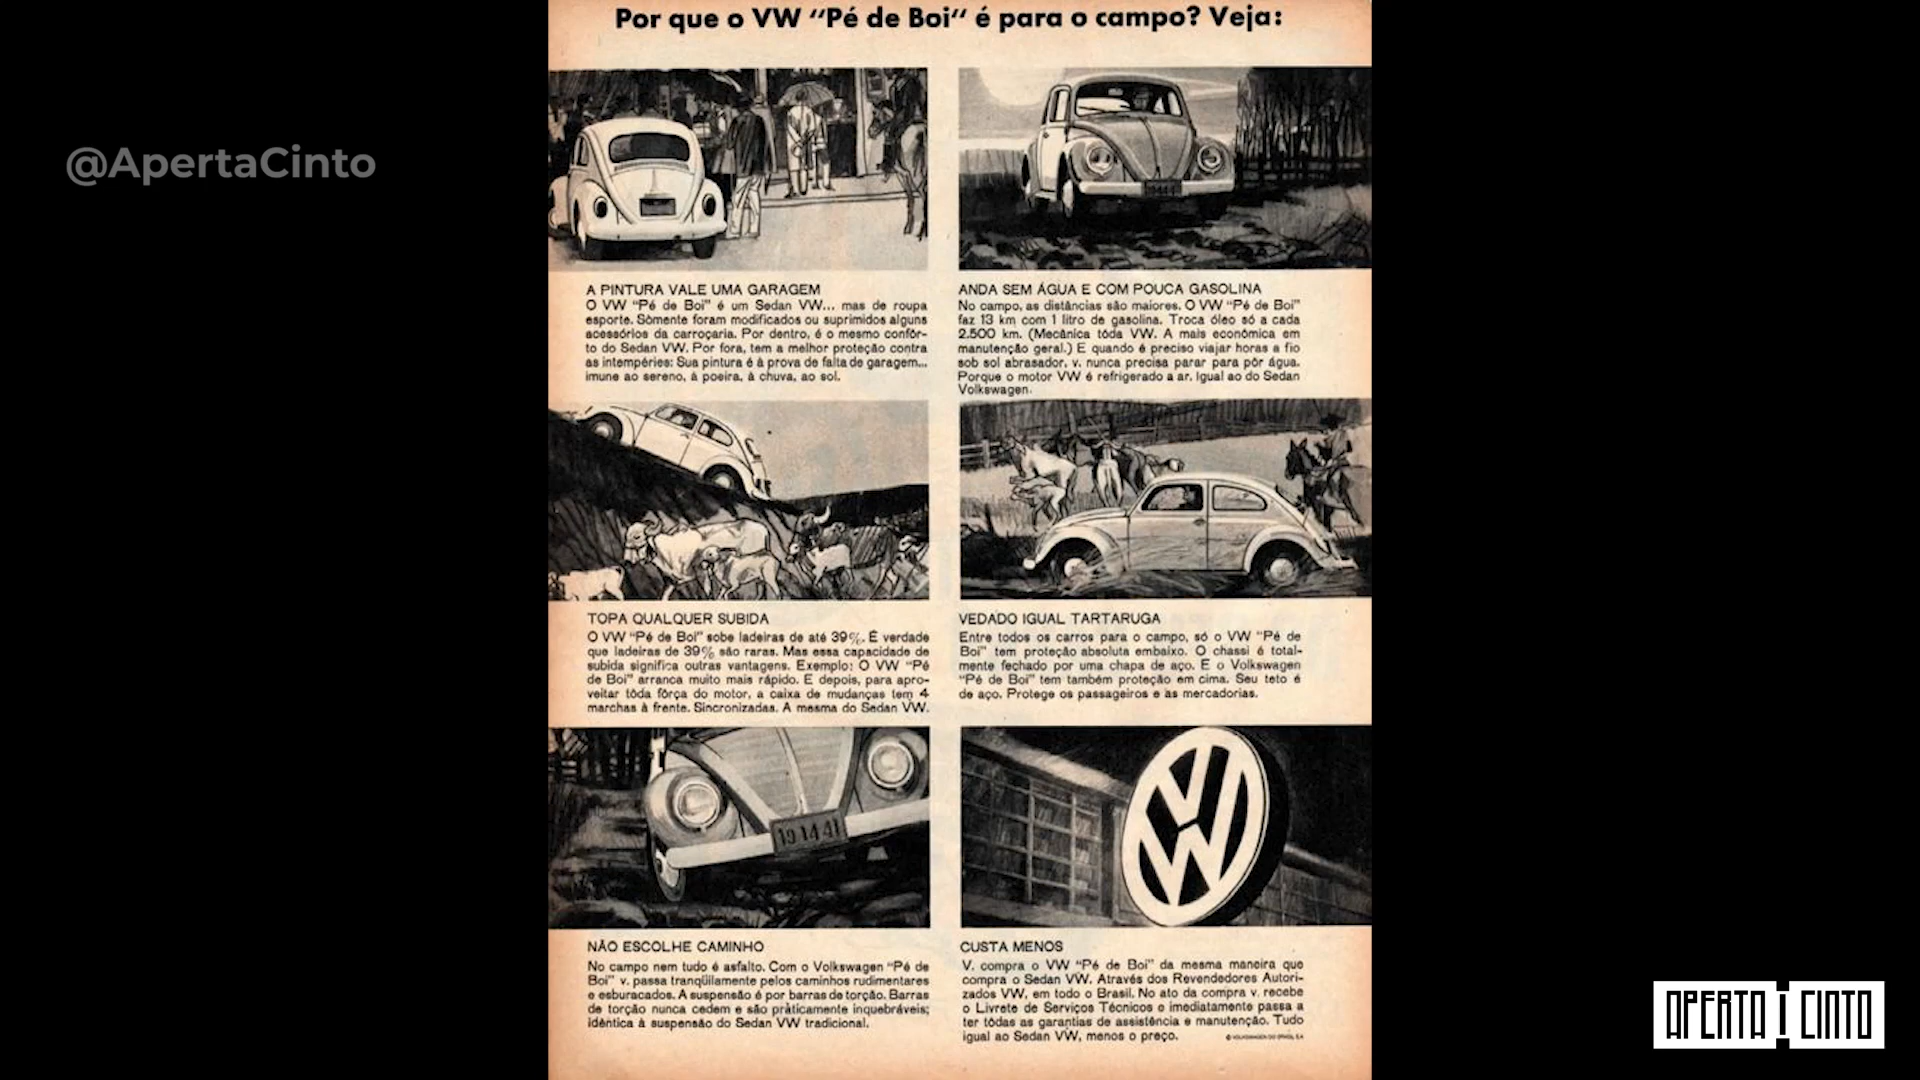 Por que o VW "Pé de Boi" é para o campo? Veja:
@ApertaCinto
A PINTURA VALE UMA GARAGEM
O VW "Pé de Boi" é um Sedan VW... mas de roupa
esporte. Sòmente foram modificados ou suprimidos alguns
acessórios da carroçaria. Por dentro, é o mesmo confôr-
to do Sedan VW. Por fora, tem a melhor proteção contra
as intempéries: Sua pintura é à prova de falta de garagem...
imune ao sereno, à poeira, à chuva, ao sol.
ANDA SEM ÁGUA E COM POUCA GASOLINA
No campo, as distâncias são maiores. O VW "Pé de Boi"
faz 13 km com 1 litro de gasolina. Troca óleo só a cada
2.500 km. (Mecânica tôda VW. A mais econômica em
manutenção geral.) E quando é preciso viajar horas a fio
sob sol abrasador, v. nunca precisa parar para pôr água.
Porque o motor VW é refrigerado a ar. Igual ao do Sedan
Volkswagen.
TOPA QUALQUER SUBIDA
O VW "Pé de Boi" sobe ladeiras de até 39%. É verdade
que ladeiras de 39% são raras. Mas essa capacidade de
subida significa outras vantagens. Exemplo: O VW "Pé
de Boi" arranca muito mais rápido. E depois, para apro-
veitar tôda fôrça do motor, a caixa de mudanças tem 4
marchas à frente. Sincronizadas. A mesma do Sedan VW.
VEDADO IGUAL TARTARUGA
Entre todos os carros para o campo, só o VW "Pé de
Boi" tem proteção absoluta embaixo. O chassi é total-
mente fechado por uma chapa de aço. E o Volkswagen
"Pé de Boi" tem também proteção em cima. Seu teto é
de aço. Protege os passageiros e as mercadorias.
19 14 41
NÃO ESCOLHE CAMINHO
No campo nem tudo é asfalto. Com o Volkswagen "Pé de
Boi" v. passa tranqüilamente pelos caminhos rudimentares
e esburacados. A suspensão é por barras de torção. Barras
de torção nunca cedem e são pràticamente inquebráveis;
idêntica à suspensão do Sedan VW tradicional.
VW
CUSTA MENOS
V. compra o VW "Pé de Boi" da mesma maneira que
compra o Sedan VW. Através dos Revendedores Autori-
zados VW, em todo o Brasil. No ato da compra v. recebe
o Livrete de Serviços Técnicos e imediatamente passa a
ter tôdas as garantias de assistência e manutenção. Tudo
igual ao Sedan VW, menos o preço.
© VOLKSWAGEN DO BRASIL S.A.
APERTA O CINTO